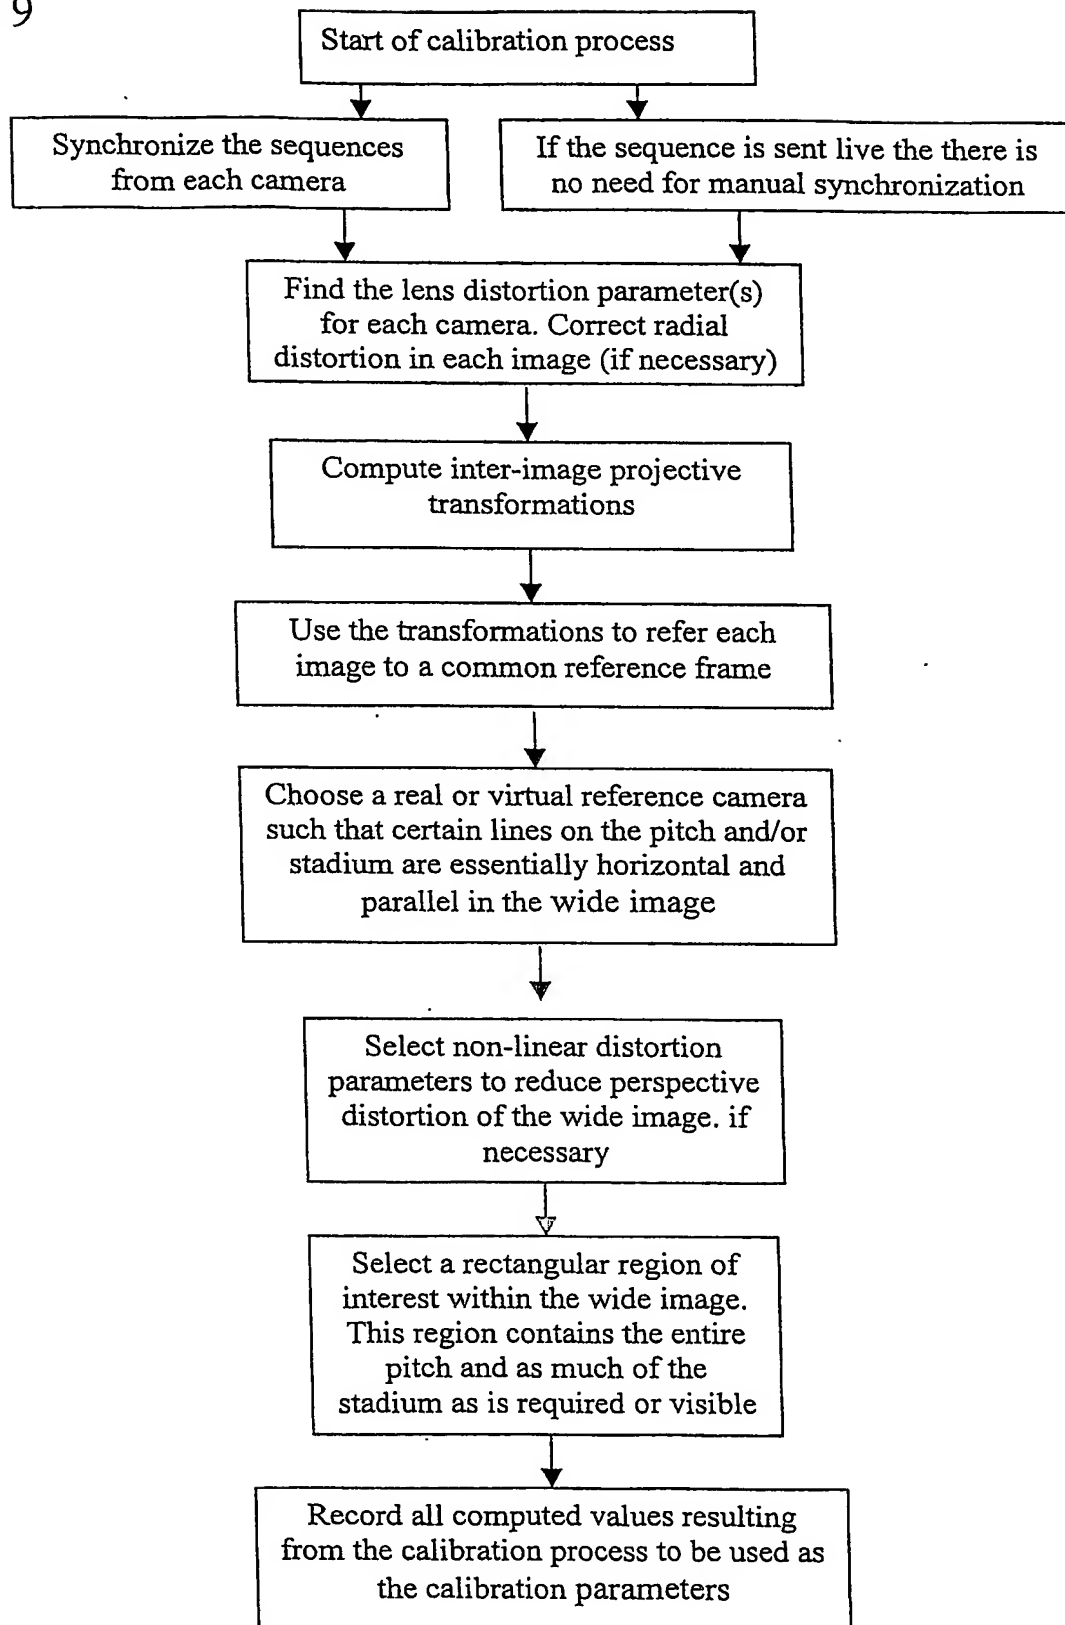 9
Start of calibration process
Synchronize the sequences
from each camera
If the sequence is sent live the there is
no need for manual synchronization
Find the lens distortion parameter(s)
for each camera. Correct radial
distortion in each image (if necessary)
Compute inter-image projective
transformations
Use the transformations to refer each
image to a common reference frame
Choose a real or virtual reference camera
such that certain lines on the pitch and/or
stadium are essentially horizontal and
parallel in the wide image
Select non-linear distortion
parameters to reduce perspective
distortion of the wide image. if
necessary
Select a rectangular region of
interest within the wide image.
This region contains the entire
pitch and as much of the
stadium as is required or visible
Record all computed values resulting
from the calibration process to be used as
the calibration parameters